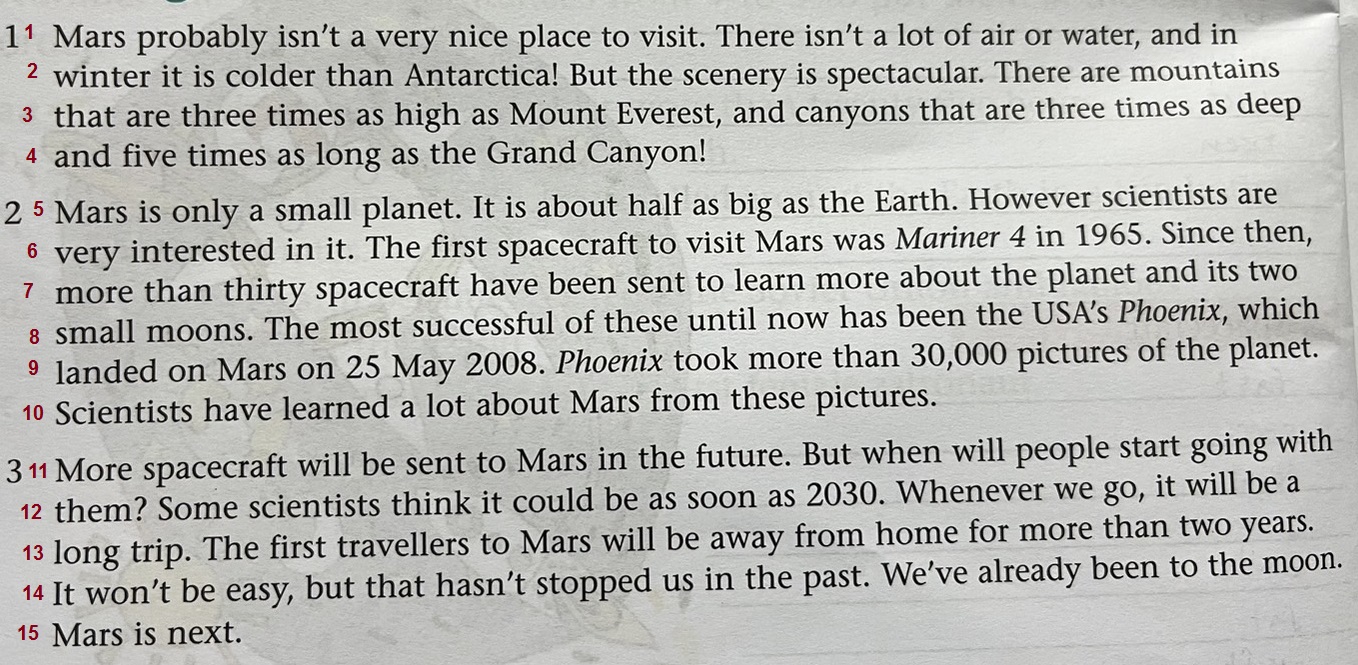 1 1 Mars probably isn't a very nice place to visit. There isn't a lot of air or water, and in
2 winter it is colder than Antarctica! But the scenery is spectacular. There are mountains
3 that are three times as high as Mount Everest, and canyons that are three times as deep
4 and five times as long as the Grand Canyon!
2 5 Mars is only a small planet. It is about half as big as the Earth. However scientists are
6 very interested in it. The first spacecraft to visit Mars was Mariner 4 in 1965. Since then,
7 more than thirty spacecraft have been sent to learn more about the planet and its two
8 small moons. The most successful of these until now has been the USA's Phoenix, which
9 landed on Mars on 25 May 2008. Phoenix took more than 30,000 pictures of the planet.
10 Scientists have learned a lot about Mars from these pictures.
3 11 More spacecraft will be sent to Mars in the future. But when will people start going with
12 them? Some scientists think it could be as soon as 2030. Whenever we go, it will be a
13 long trip. The first travellers to Mars will be away from home for more than two years.
14 It won't be easy, but that hasn't stopped us in the past. We've already been to the moon.
15 Mars is next.